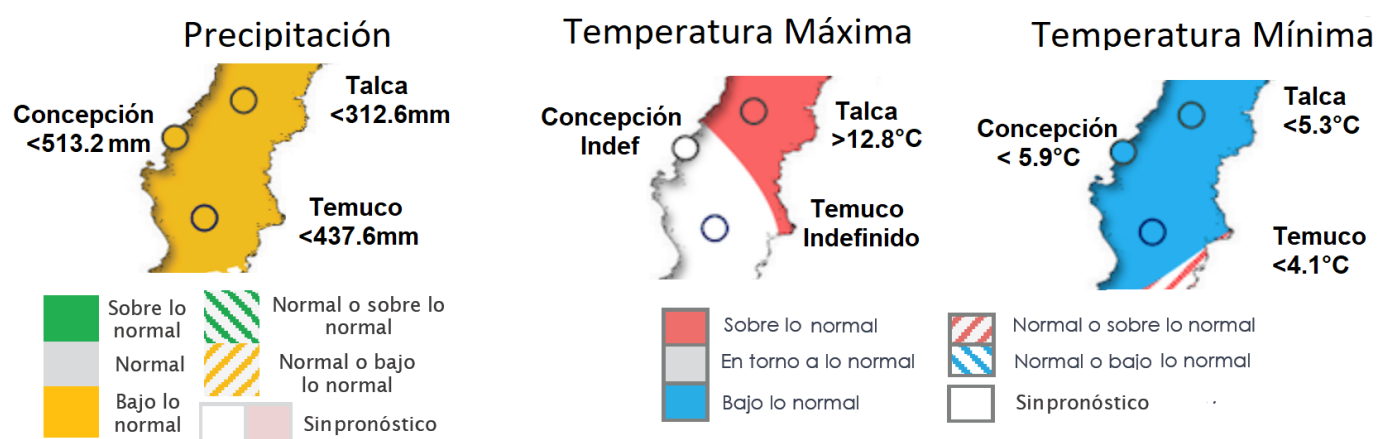 Precipitación
Talca
<312.6mm
Concepción
<513.2 mm
Temuco
<437.6mm
Sobre lo
normal
Normal o sobre lo
normal
Normal
Normal o bajo
lo normal
Bajo lo
normal
Sin pronóstico
Temperatura Máxima
Concepción
Indef
Talca
>12.8°C
Temuco
Indefinido
Temperatura Mínima
Talca
<5.3°C
Concepción
< 5.9°C
Temuco
<4.1°C
Sobre lo normal
Normal o sobre lo normal
En torno a lo normal
Normal o bajo lo normal
Bajo lo normal
Sin pronóstico